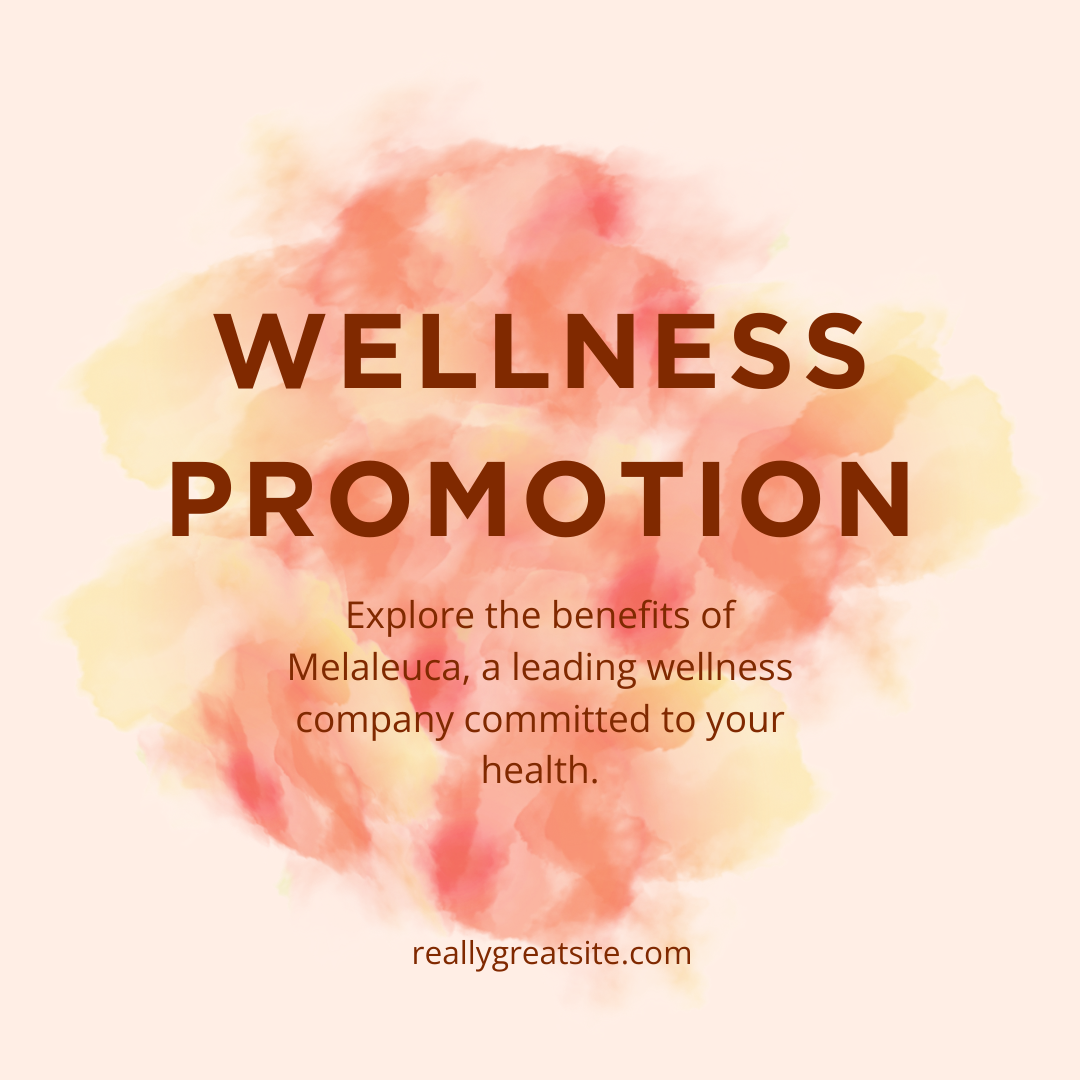 WELLNESS
PROMOTION
Explore the benefits of
Melaleuca, a leading wellness
company committed to your
health.
reallygreatsite.com